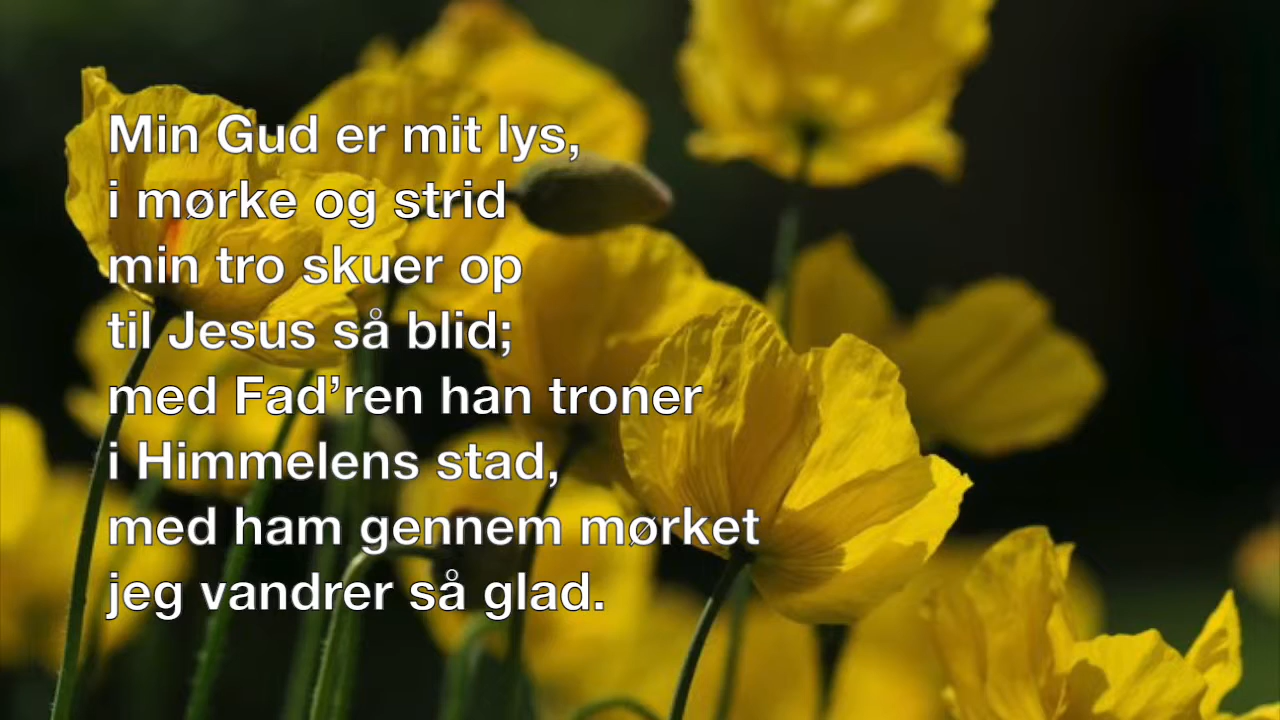 Min Gud er mit lys,
i mørke og strid
min tro skuer op
til Jesus så blid;
med Fad’ren han troner
i Himmelens stad,
med ham gennem mørket
jeg vandrer så glad.